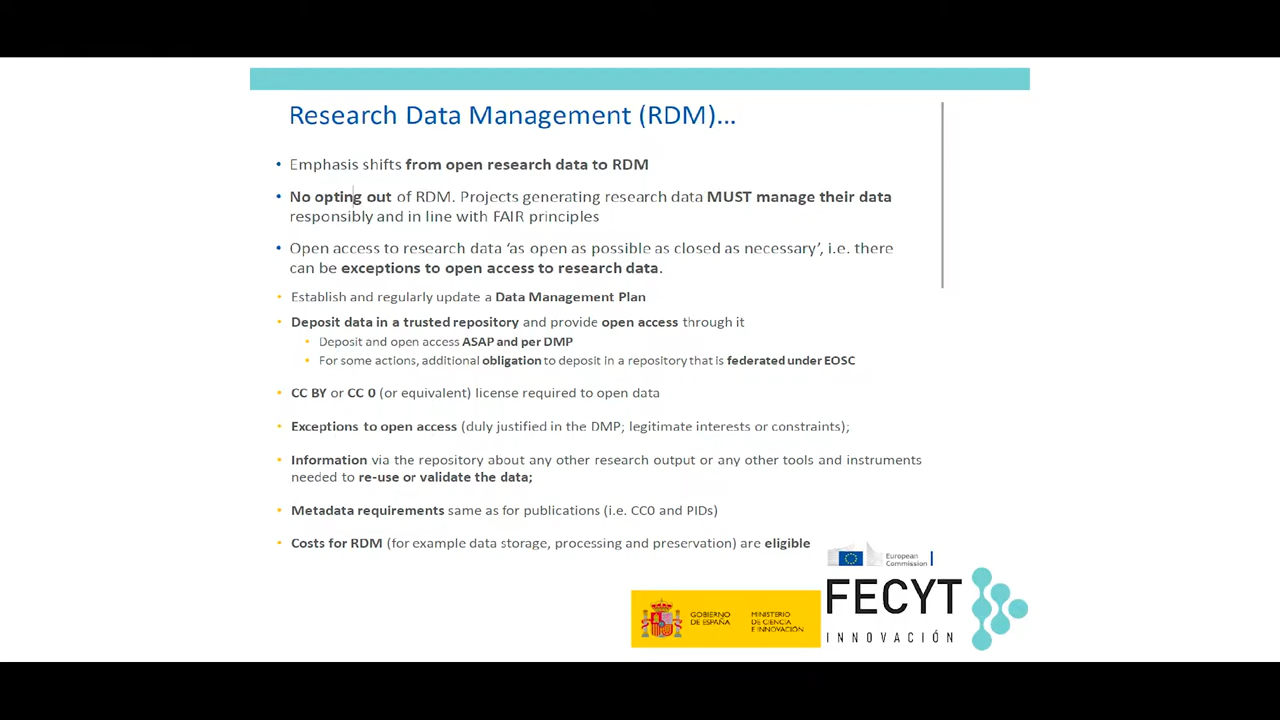 Research Data Management (RDM)...
• Emphasis shifts from open research data to RDM
• No opting out of RDM. Projects generating research data MUST manage their data
responsibly and in line with FAIR principles
• Open access to research data ‘as open as possible as closed as necessary’, i.e. there
can be exceptions to open access to research data.
• Establish and regularly update a Data Management Plan
• Deposit data in a trusted repository and provide open access through it
• Deposit and open access ASAP and per DMP
• For some actions, additional obligation to deposit in a repository that is federated under EOSC
• CC BY or CC 0 (or equivalent) license required to open data
• Exceptions to open access (duly justified in the DMP; legitimate interests or constraints);
• Information via the repository about any other research output or any other tools and instruments
needed to re-use or validate the data;
• Metadata requirements same as for publications (i.e. CC0 and PIDs)
• Costs for RDM (for example data storage, processing and preservation) are eligible
European
Commission
GOBIERNO
DE ESPAÑA
MINISTERIO
DE CIENCIA
E INNOVACIÓN
FECYT
INNOVACIÓN